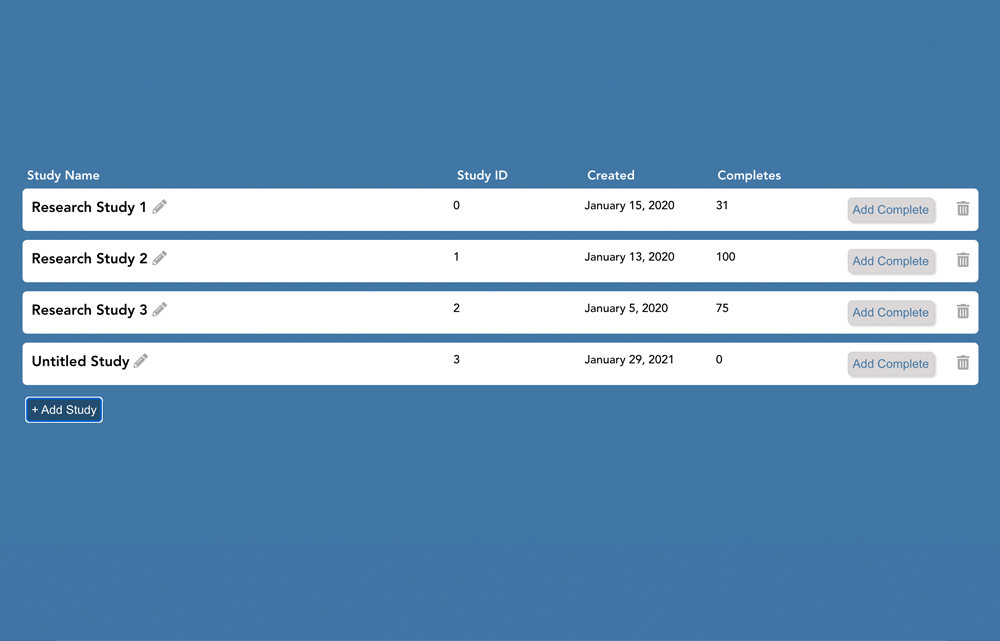 Study Name Study ID Created Completes
Research Study 1 0 January 15, 2020 31 Add Complete
Research Study 2 1 January 13, 2020 100 Add Complete
Research Study 3 2 January 5, 2020 75 Add Complete
Untitled Study 3 January 29, 2021 0 Add Complete
+ Add Study